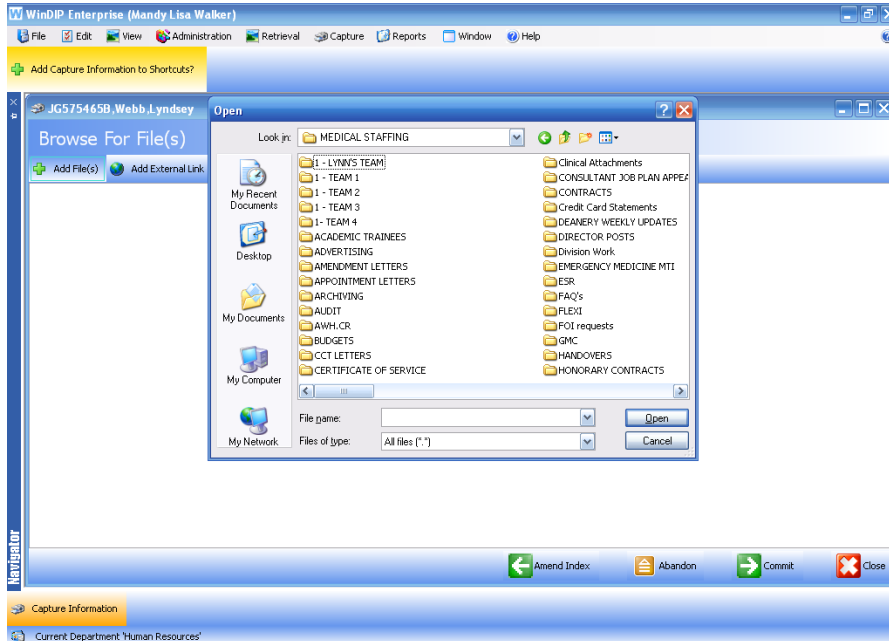 WinDIP Enterprise (Mandy Lisa Walker)
File Edit View Administration Retrieval Capture Reports Window Help
Add Capture Information to Shortcuts?
JG575465B,Webb,Lyndsey
Browse For File(s)
Add File(s) Add External Link
Open
Look in: MEDICAL STAFFING
My Recent Documents
Desktop
My Documents
My Computer
My Network
1 - LYNN'S TEAM
1 - TEAM 1
1 - TEAM 2
1 - TEAM 3
1- TEAM 4
ACADEMIC TRAINEES
ADVERTISING
AMENDMENT LETTERS
APPOINTMENT LETTERS
ARCHIVING
AUDIT
AWH.CR
BUDGETS
CCT LETTERS
CERTIFICATE OF SERVICE
Clinical Attachments
CONSULTANT JOB PLAN APPEA
CONTRACTS
Credit Card Statements
DEANERY WEEKLY UPDATES
DIRECTOR POSTS
Division Work
EMERGENCY MEDICINE MTI
ESR
FAQ's
FLEXI
FOI requests
GMC
HANDOVERS
HONORARY CONTRACTS
File name: Open
Files of type: All files (*.*) Cancel
Navigator
Amend Index Abandon Commit Close
Capture Information
Current Department 'Human Resources'